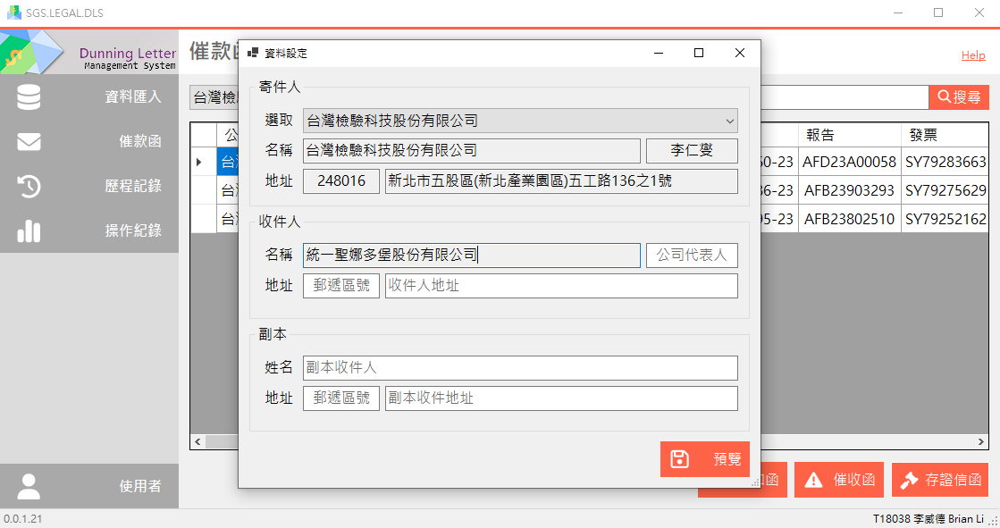 SGS.LEGAL.DLS
Dunning Letter
Management System
催款
Help
資料匯入
催款函
歷程記錄
操作紀錄
使用者
台灣檢
搜尋
公
報告
發票
台
0-23
AFD23A00058
SY79283663
台
6-23
AFB23903293
SY79275629
台
5-23
AFB23802510
SY79252162
資料設定
寄件人
選取
台灣檢驗科技股份有限公司
名稱
台灣檢驗科技股份有限公司
李仁燮
地址
248016
新北市五股區(新北產業園區)五工路136之1號
收件人
名稱
統一聖娜多堡股份有限公司
公司代表人
地址
郵遞區號
收件人地址
副本
姓名
副本收件人
地址
郵遞區號
副本收件地址
預覽
函
催收函
存證信函
0.0.1.21
T18038 李威德 Brian Li